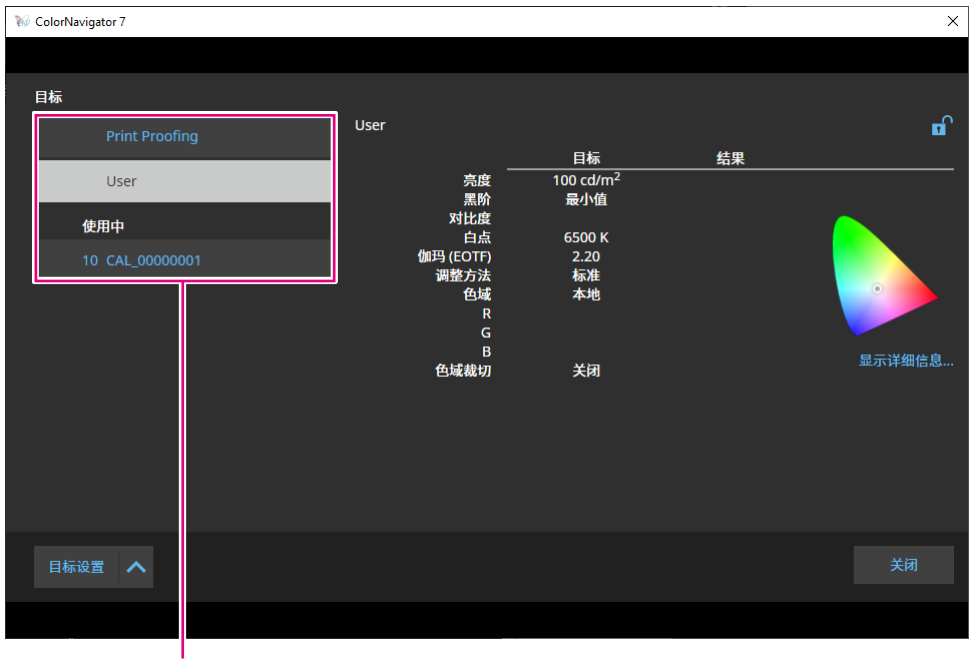 ColorNavigator 7
目标
Print Proofing
User
使用中
10 CAL_00000001
User
目标 结果
亮度 100 cd/m²
黑阶 最小值
对比度
白点 6500 K
伽玛 (EOTF) 2.20
调整方法 标准
色域 本地
R
G
B
色域裁切 关闭
显示详细信息...
目标设置
关闭